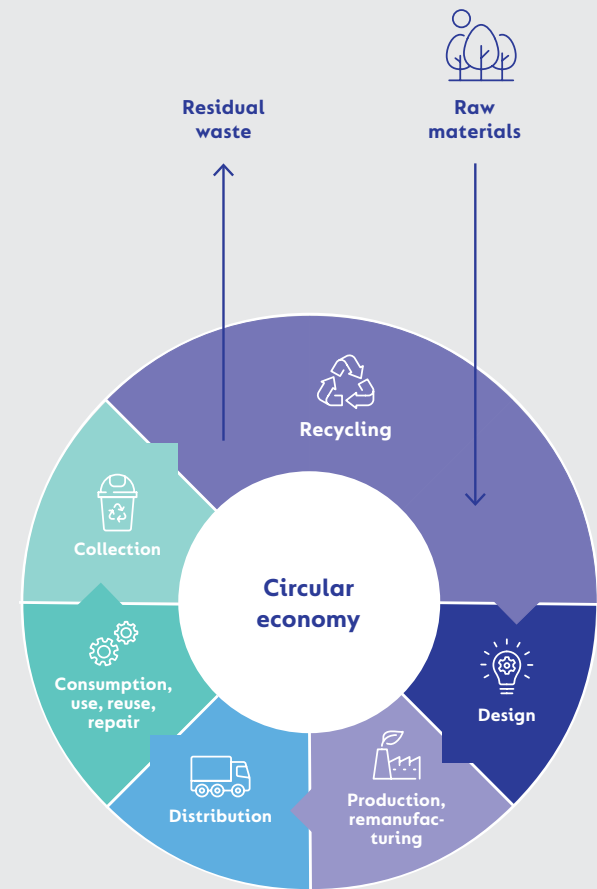 Residual
waste
Raw
materials
Recycling
Collection
Circular
economy
Consumption,
use, reuse,
repair
Design
Distribution
Production,
remanufac-
turing